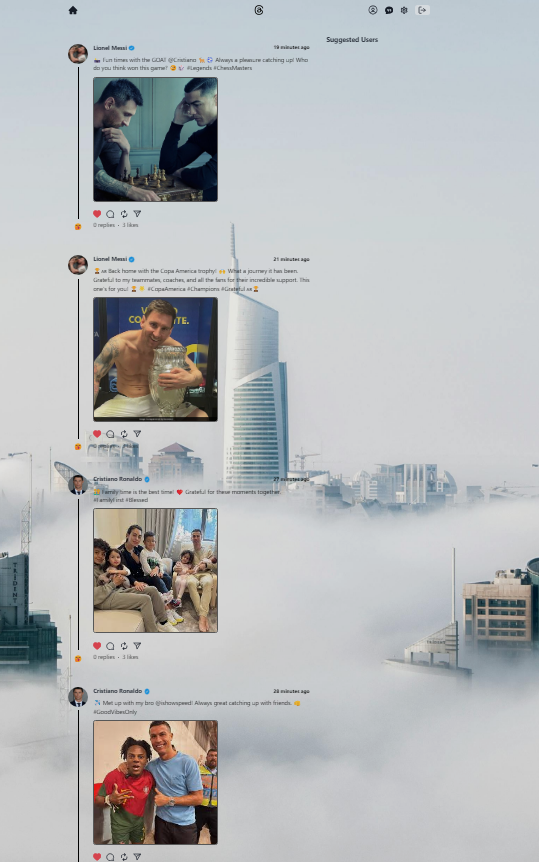 Suggested Users
Lionel Messi
19 minutes ago
Fun times with the GOAT @Cristiano 🐐 Always a pleasure catching up! Who
do you think won this game? #Legends #ChessMasters
0 replies · 3 likes
Lionel Messi
21 minutes ago
🏆 Back home with the Copa America trophy! 🙌 What a journey it has been.
Grateful to my teammates, coaches, and all the fans for their incredible support. This
one's for you! 🏆 #CopaAmerica #Champions #Grateful
Cristiano Ronaldo
27 minutes ago
Family time is the best time! ❤️ Grateful for these moments together.
#FamilyFirst #Blessed
TRIDENT
0 replies · 3 likes
Cristiano Ronaldo
28 minutes ago
Met up with my bro @ishowspeed! Always great catching up with friends.
#GoodVibesOnly